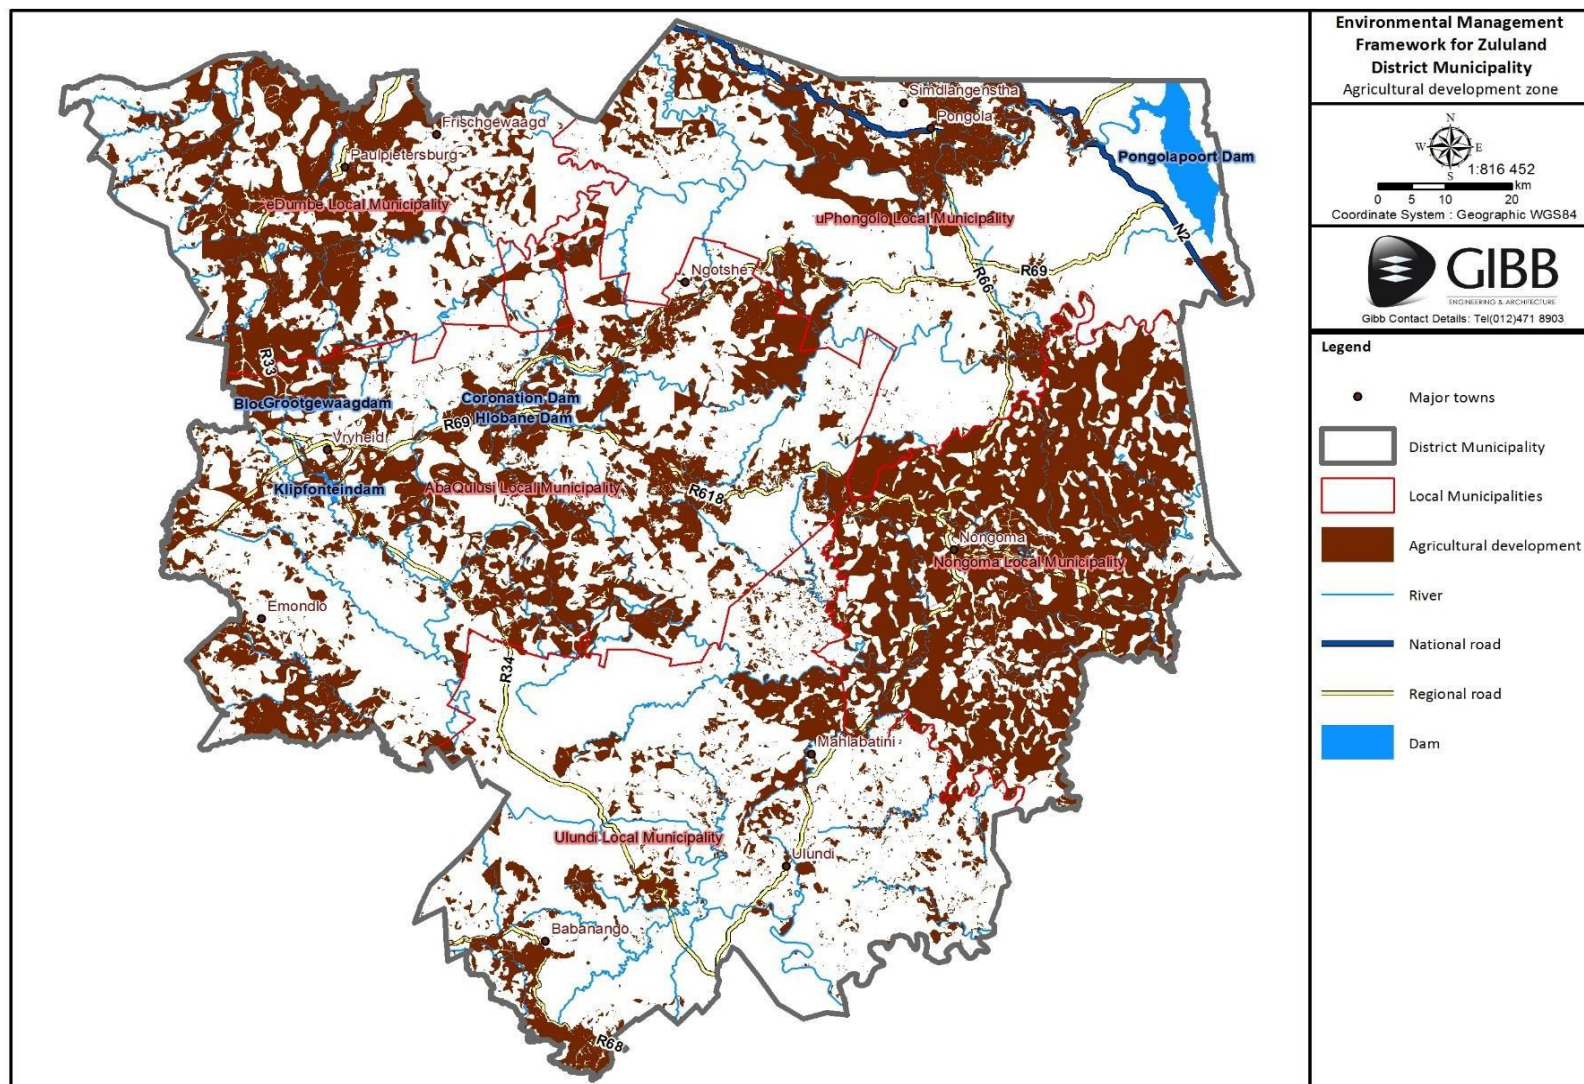 Environmental Management
Framework for Zululand
District Municipality
Agricultural development zone
N
W E
S
1:816 452
km
0 5 10 20
Coordinate System : Geographic WGS84
GIBB
ENGINEERING & ARCHITECTURE
Gibb Contact Details: Tel(012)471 8903
Legend
Major towns
District Municipality
Local Municipalities
Agricultural development
River
National road
Regional road
Dam
Simdlangenstha
Pongola
Frischgewaagd
Paulpietersburg
Pongolapoort Dam
eDumbe Local Municipality
uPhongolo Local Municipality
N2
Ngotshe
R69
R66
R33
Grootgewaagdam
Coronation Dam
Hlobane Dam
R69
Vryheid
Klipfonteindam
AbaQulusi Local Municipality
R618
Nongoma
Nongoma Local Municipality
Emondlo
R34
Mahlabatini
Ulundi Local Municipality
Ulundi
Babanango
R68